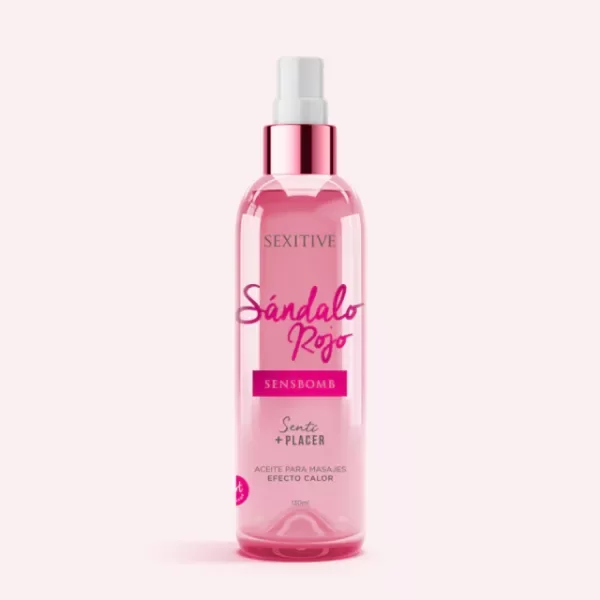 SEXITIVE
Sándalo
Rojo
SENSBOMB
Sentí
+ PLACER
ACEITE PARA MASAJES
EFECTO CALOR